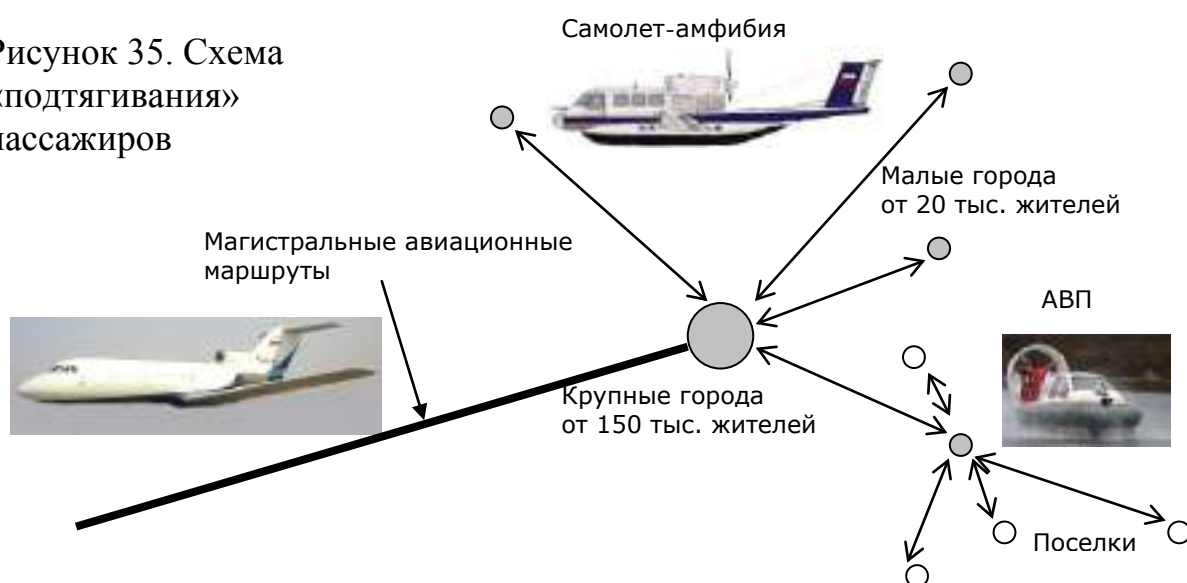 Рисунок 35. Схема
«подтягивания»
пассажиров
Самолет-амфибия
Малые города
от 20 тыс. жителей
Магистральные авиационные
маршруты
АВП
Крупные города
от 150 тыс. жителей
Поселки